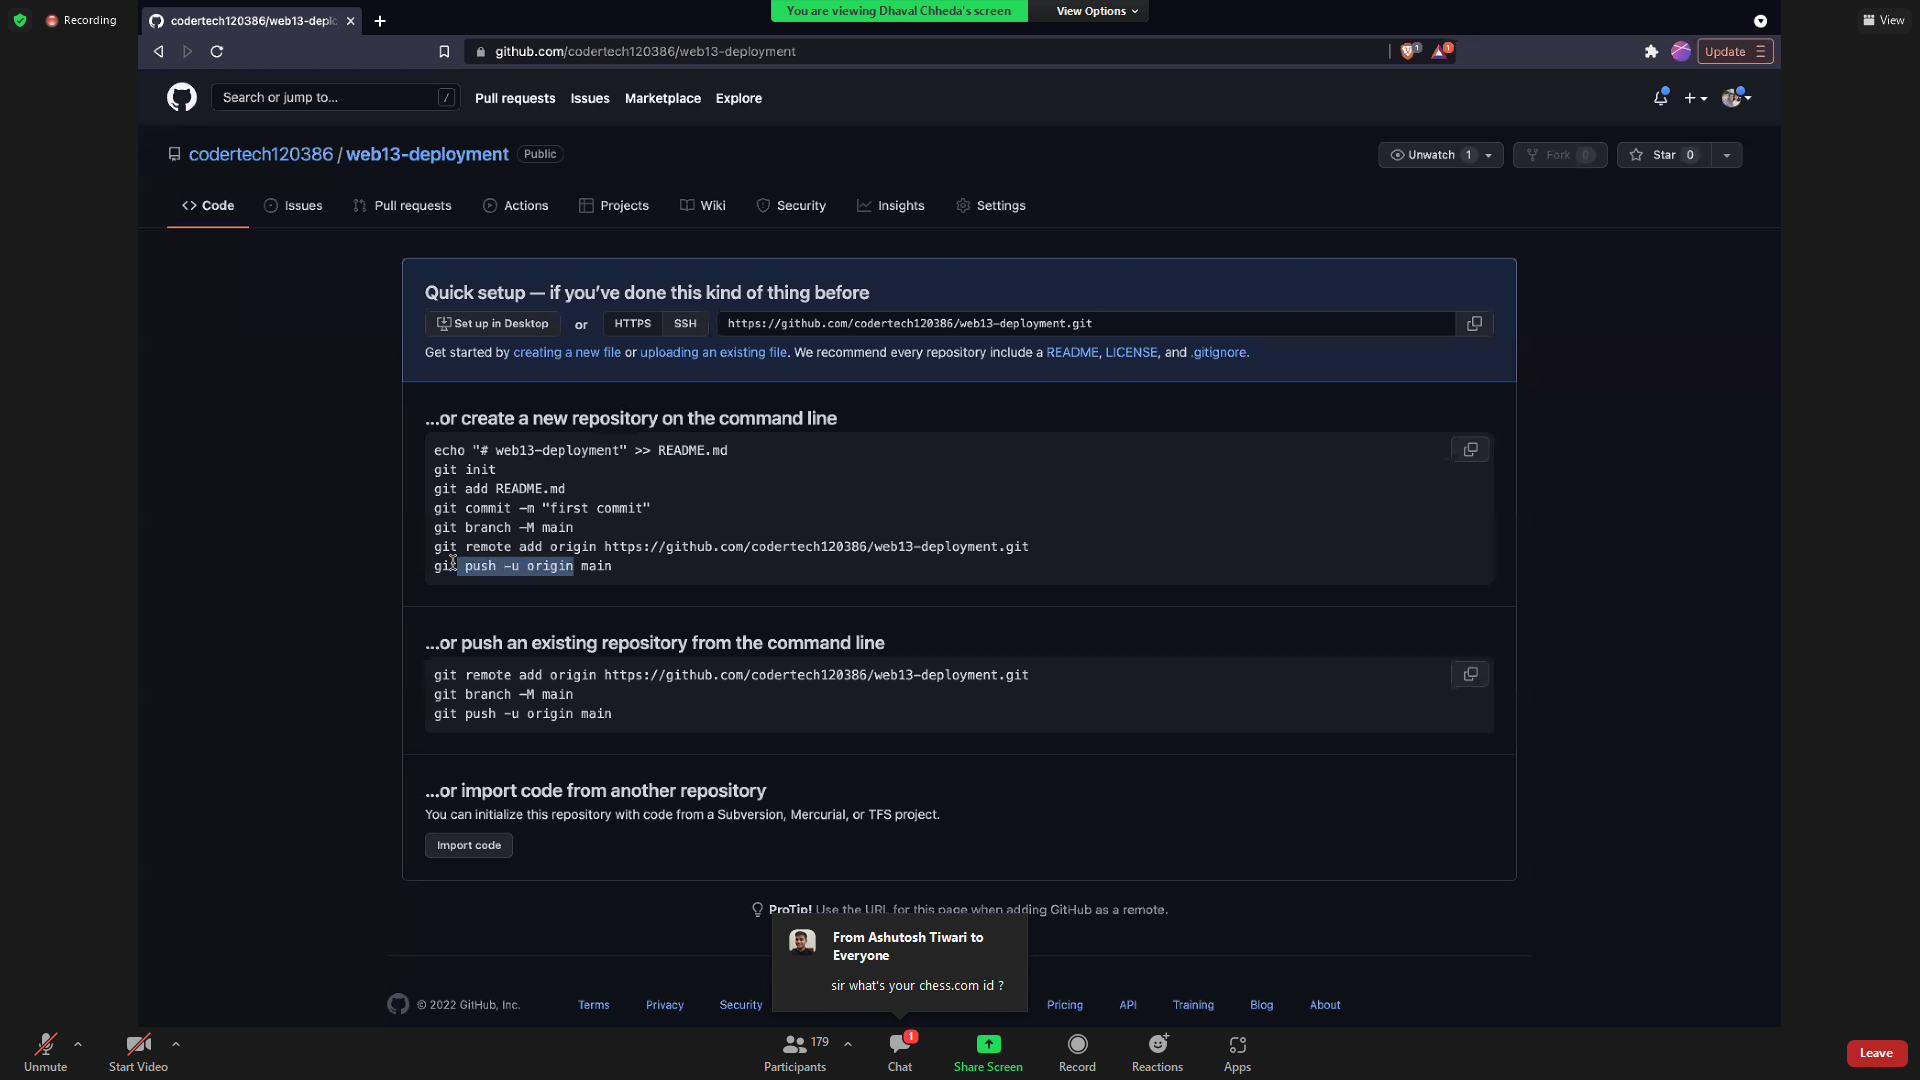 Recording
codertech120386/web13-deplo
You are viewing Dhaval Chheda's screen
View Options
View
github.com/codertech120386/web13-deployment
1
1
Update
Search or jump to...
/
Pull requests
Issues
Marketplace
Explore
codertech120386 / web13-deployment
Public
Unwatch 1
Fork 0
Star 0
Code
Issues
Pull requests
Actions
Projects
Wiki
Security
Insights
Settings
Quick setup — if you've done this kind of thing before
Set up in Desktop
or
HTTPS
SSH
https://github.com/codertech120386/web13-deployment.git
Get started by creating a new file or uploading an existing file. We recommend every repository include a README, LICENSE, and .gitignore.
...or create a new repository on the command line
echo "# web13-deployment" >> README.md
git init
git add README.md
git commit -m "first commit"
git branch -M main
git remote add origin https://github.com/codertech120386/web13-deployment.git
git push -u origin main
...or push an existing repository from the command line
git remote add origin https://github.com/codertech120386/web13-deployment.git
git branch -M main
git push -u origin main
...or import code from another repository
You can initialize this repository with code from a Subversion, Mercurial, or TFS project.
Import code
ProTip! Use the URL for this page when adding GitHub as a remote.
From Ashutosh Tiwari to
Everyone
sir what's your chess.com id ?
© 2022 GitHub, Inc.
Terms
Privacy
Security
Pricing
API
Training
Blog
About
Unmute
Start Video
179
Participants
1
Chat
Share Screen
Record
Reactions
Apps
Leave